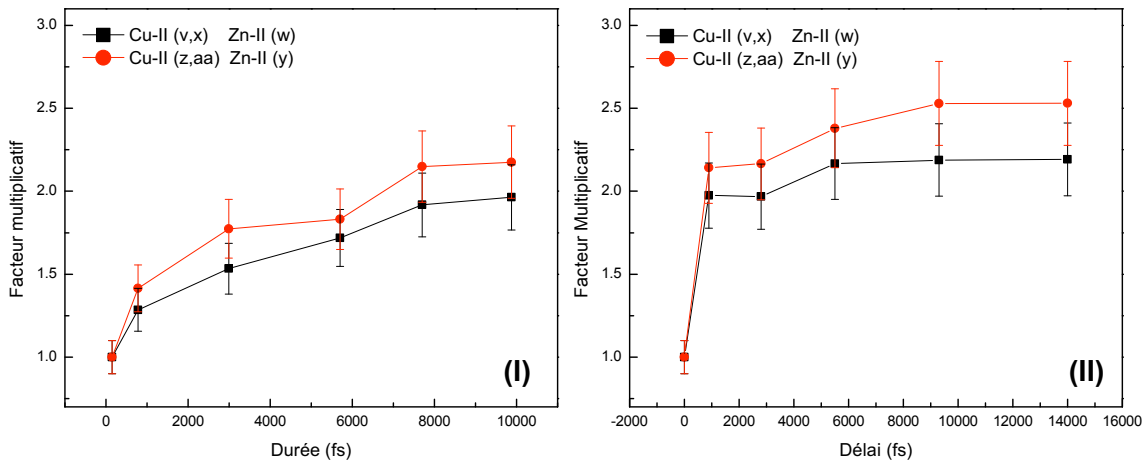 3.0
2.5
2.0
1.5
1.0
Facteur multiplicatif
Cu-II (v,x) Zn-II (w)
Cu-II (z,aa) Zn-II (y)
(I)
0 2000 4000 6000 8000 10000
Durée (fs)
3.0
2.5
2.0
1.5
1.0
Facteur Multiplicatif
Cu-II (v,x) Zn-II (w)
Cu-II (z,aa) Zn-II (y)
(II)
-2000 0 2000 4000 6000 8000 10000 12000 14000 16000
Délai (fs)